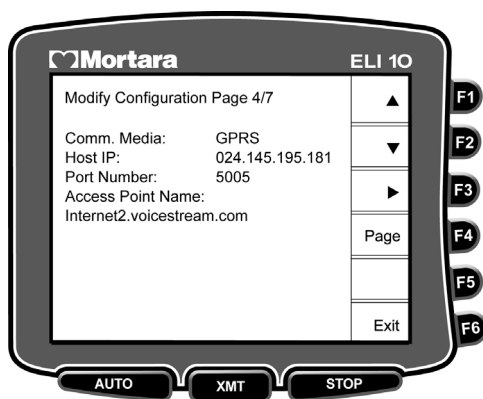 Mortara
ELI 10
Modify Configuration Page 4/7
Comm. Media: GPRS
Host IP: 024.145.195.181
Port Number: 5005
Access Point Name:
Internet2.voicestream.com
▲
▼
►
Page
Exit
F1
F2
F3
F4
F5
F6
AUTO
XMT
STOP